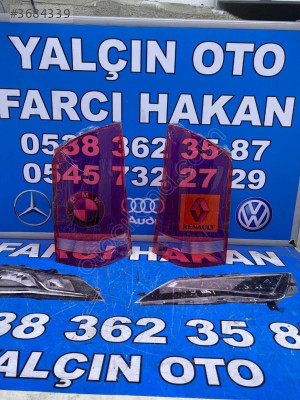 #3684339
YALÇIN OTO
FARCI HAKAN
0538 362 35 87
0545 732 27 29
Audi
RENAULT
FARCI HAKAN
38 362 35 8
YALÇIN OTO